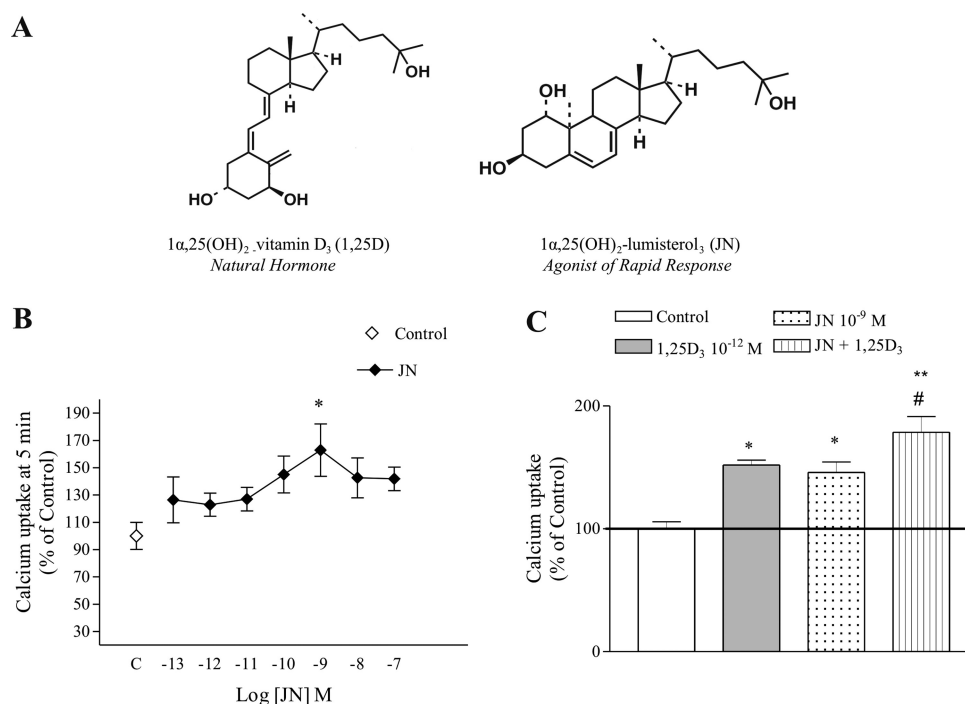 A
H
H
OH
HO
OH
OH
H
H
OH
HO
1α,25(OH)₂ vitamin D₃ (1,25D)
Natural Hormone
1α,25(OH)₂-lumisterol₃ (JN)
Agonist of Rapid Response
B
Control
JN
Calcium uptake at 5 min
(% of Control)
190
170
150
130
110
90
70
50
30
*
C -13 -12 -11 -10 -9 -8 -7
Log [JN] M
C
Control
JN 10⁻⁹ M
1,25D₃ 10⁻¹² M
JN + 1,25D₃
Calcium uptake
(% of Control)
200
100
0
*
*
**
#